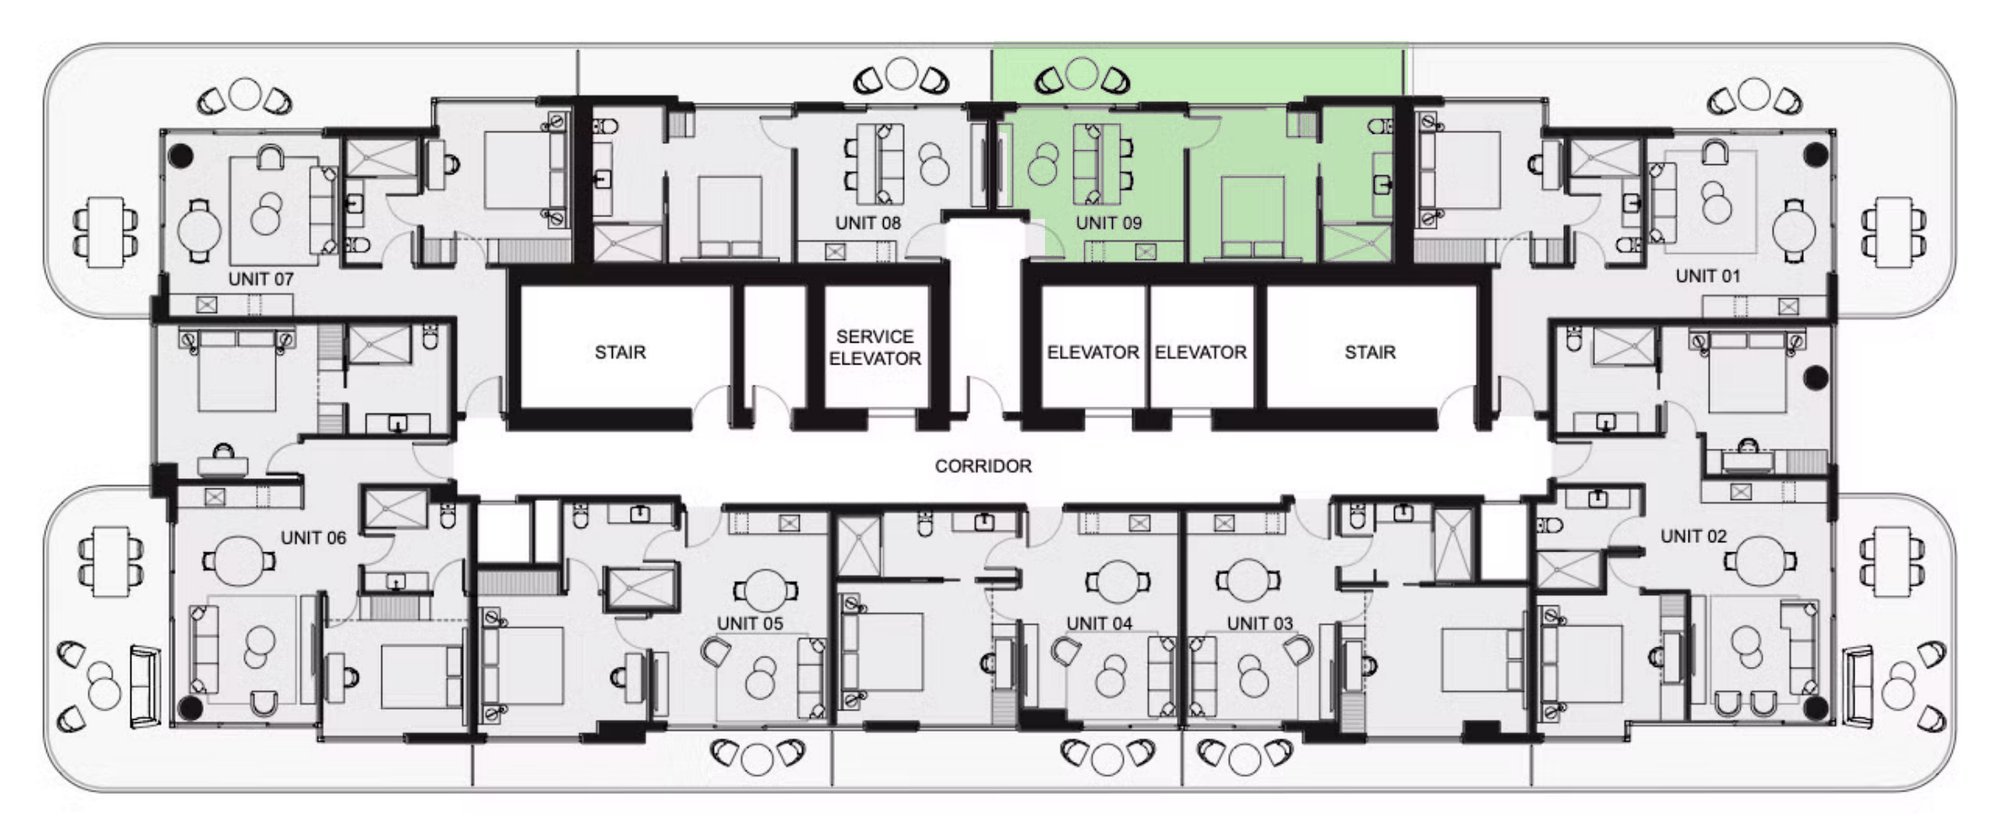 UNIT 08
UNIT 09
UNIT 07
UNIT 01
STAIR
SERVICE
ELEVATOR
ELEVATOR
ELEVATOR
STAIR
CORRIDOR
UNIT 06
UNIT 02
UNIT 05
UNIT 04
UNIT 03